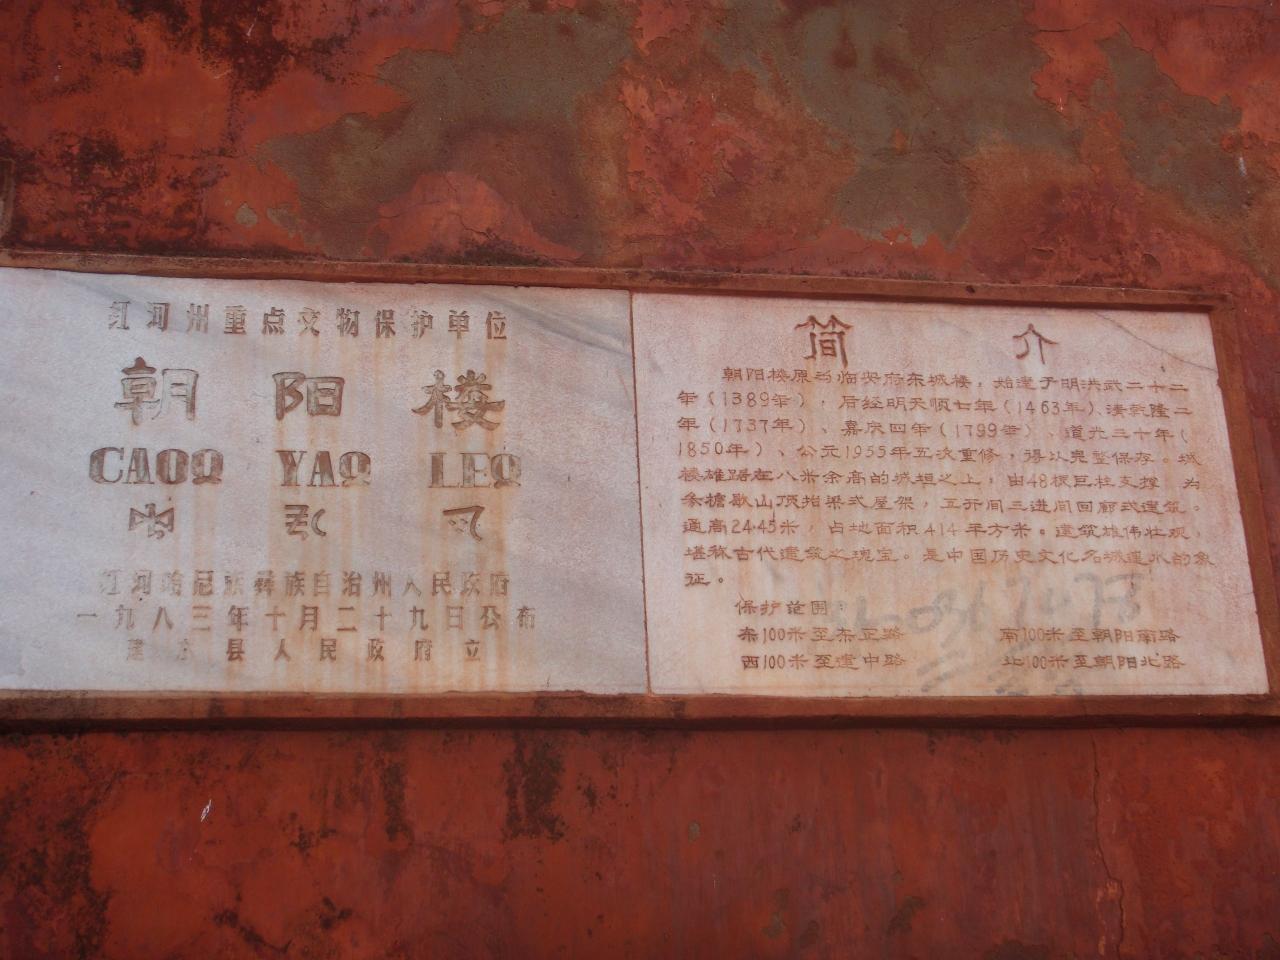 红河州重点文物保护单位
朝阳楼
CAOQ YAQ LEQ
红河哈尼族彝族自治州人民政府
一九八三年十月二十九日公布
建水县人民政府立
简介
朝阳楼原为临安府东城楼，始建于明洪武二十二
年（1389年），后经明天顺七年（1463年）、清乾隆二
年（1737年）、嘉庆四年（1799年）、道光三十年（
1850年）、公元1955年五次重修，得以完整保存。城
楼雄踞在八米余高的城垣之上，由48根巨柱支撑，为
条檐歇山顶抬梁式屋架，五开间三进间回廊式建筑。
通高24.45米，占地面积414平方米。建筑雄伟壮观，
堪称古代建筑之瑰宝。是中国历史文化名城建水的象
征。
保护范围：
东100米至东正路 南100米至朝阳南路
西100米至建中路 北100米至朝阳北路